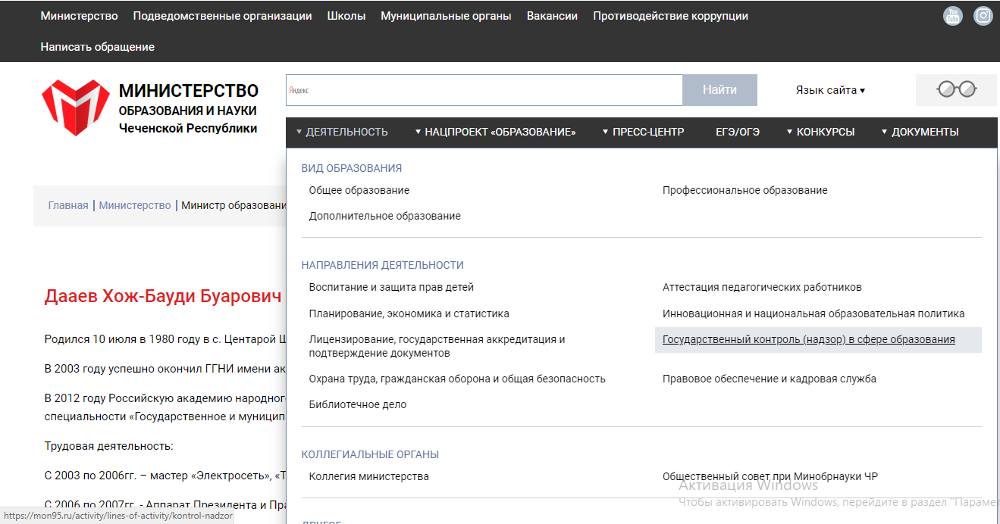 Министерство Подведомственные организации Школы Муниципальные органы Вакансии Противодействие коррупции
You Tube
Написать обращение
МИНИСТЕРСТВО
ОБРАЗОВАНИЯ И НАУКИ
Чеченской Республики
Яндекс
Найти
Язык сайта ▾
▾ ДЕЯТЕЛЬНОСТЬ ▾ НАЦПРОЕКТ «ОБРАЗОВАНИЕ» ▾ ПРЕСС-ЦЕНТР ЕГЭ/ОГЭ ▾ КОНКУРСЫ ▾ ДОКУМЕНТЫ
ВИД ОБРАЗОВАНИЯ
Общее образование Профессиональное образование
Дополнительное образование
НАПРАВЛЕНИЯ ДЕЯТЕЛЬНОСТИ
Воспитание и защита прав детей Аттестация педагогических работников
Планирование, экономика и статистика Инновационная и национальная образовательная политика
Лицензирование, государственная аккредитация и
подтверждение документов
Государственный контроль (надзор) в сфере образования
Охрана труда, гражданская оборона и общая безопасность Правовое обеспечение и кадровая служба
Библиотечное дело
КОЛЛЕГИАЛЬНЫЕ ОРГАНЫ
Коллегия министерства Общественный совет при Минобрнауки ЧР
ДРУГОЕ
Главная | Министерство | Министр образовани
Дааев Хож-Бауди Буарович
Родился 10 июля в 1980 году в с. Центарой Ш
В 2003 году успешно окончил ГГНИ имени ак
В 2012 году Российскую академию народног
специальности «Государственное и муниципа
Трудовая деятельность:
С 2003 по 2006гг. – мастер «Электросеть», «Т
С 2006 по 2007гг. - Аппарат Президента и Пра
https://mon95.ru/activity/lines-of-activity/kontrol-nadzor
Активация Windows
Чтобы активировать Windows, перейдите в раздел "Парамет